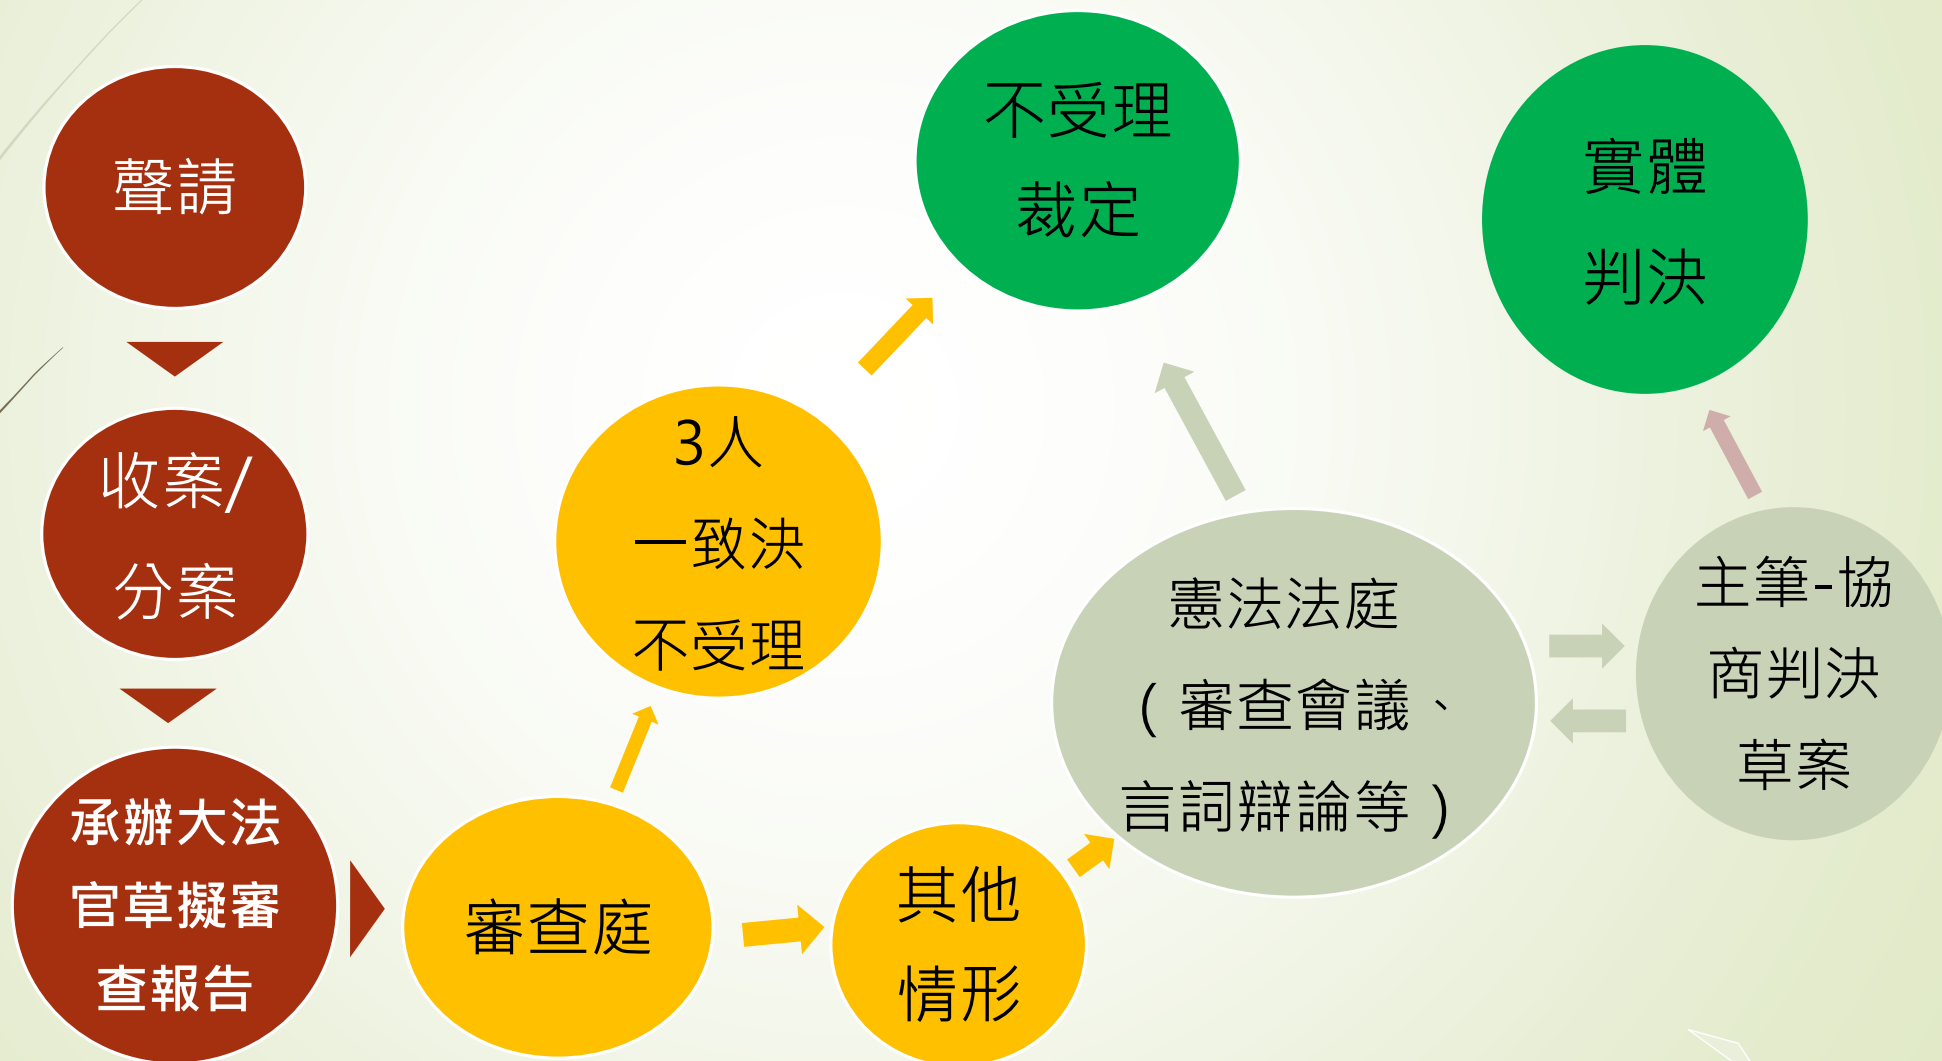 聲請
收案/
分案
承辦大法
官草擬審
查報告
審查庭
3人
一致決
不受理
不受理
裁定
其他
情形
憲法法庭
(審查會議、
言詞辯論等)
主筆-協
商判決
草案
實體
判決